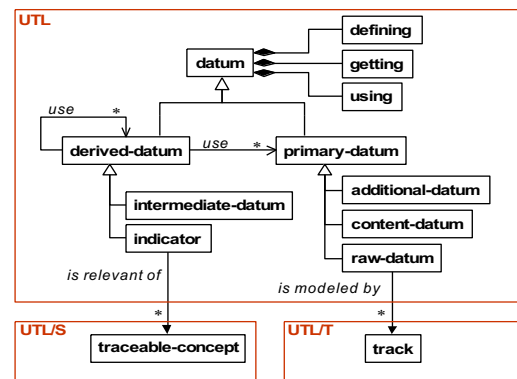 UTL
defining
datum
getting
using
use
*
derived-datum
use
*
primary-datum
additional-datum
intermediate-datum
content-datum
indicator
raw-datum
is relevant of
is modeled by
*
*
UTL/S
traceable-concept
UTL/T
track